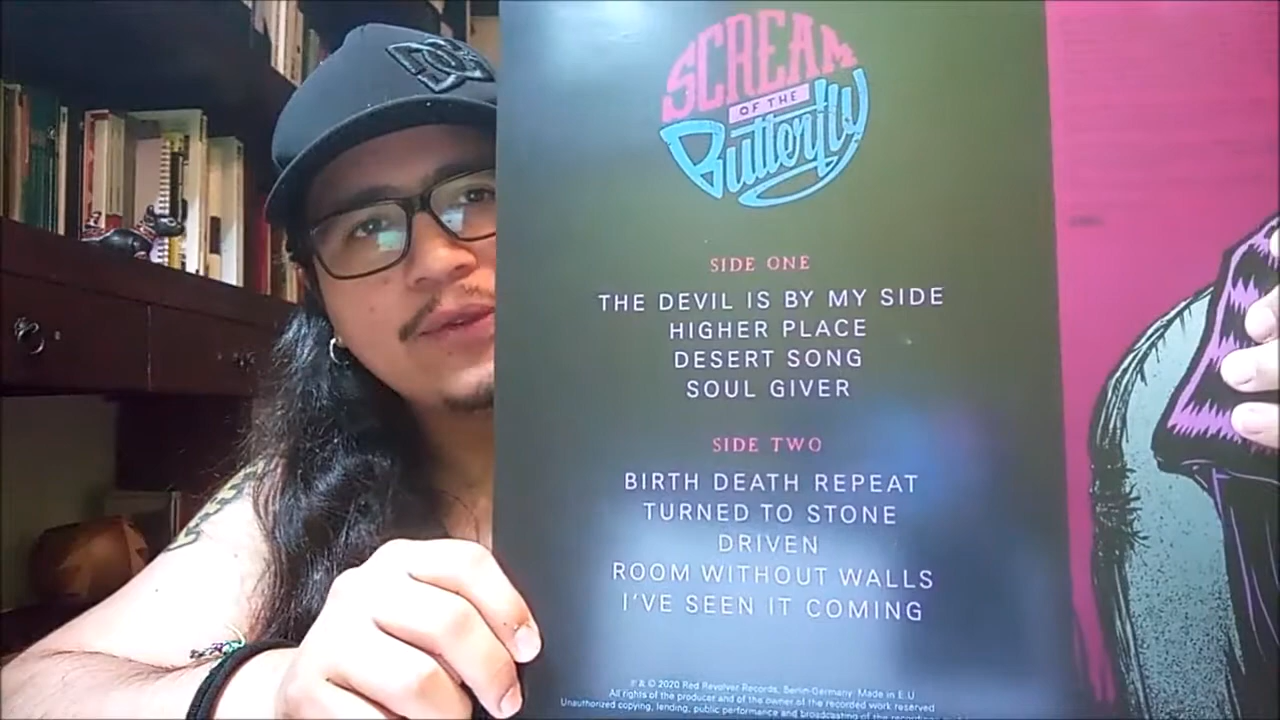 DC
SCREAM
OF THE
Butterfly
SIDE ONE
THE DEVIL IS BY MY SIDE
HIGHER PLACE
DESERT SONG
SOUL GIVER
SIDE TWO
BIRTH DEATH REPEAT
TURNED TO STONE
DRIVEN
ROOM WITHOUT WALLS
I'VE SEEN IT COMING
℗ & © 2020 Red Revolver Records, Berlin-Germany. Made in E.U
All rights of the producer and of the owner of the recorded work reserved
Unauthorized copying, lending, public performance and broadcasting of the